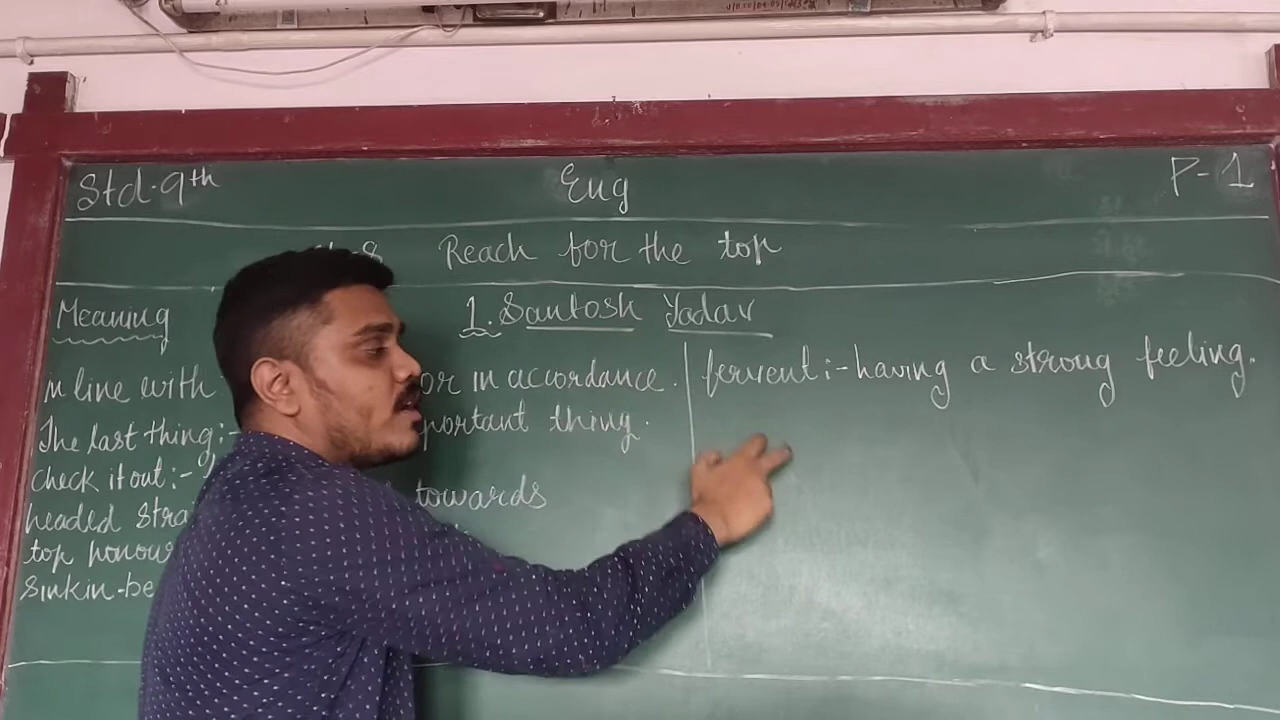 Std. 9th Eng P-1
8 Reach for the top
Meaning 1. Santosh Yadav
in line with or in accordance.
The last thing:- portant thing.
check it out:-
headed stra towards
top honou
Sinkin-be
fervent:- having a strong feeling.